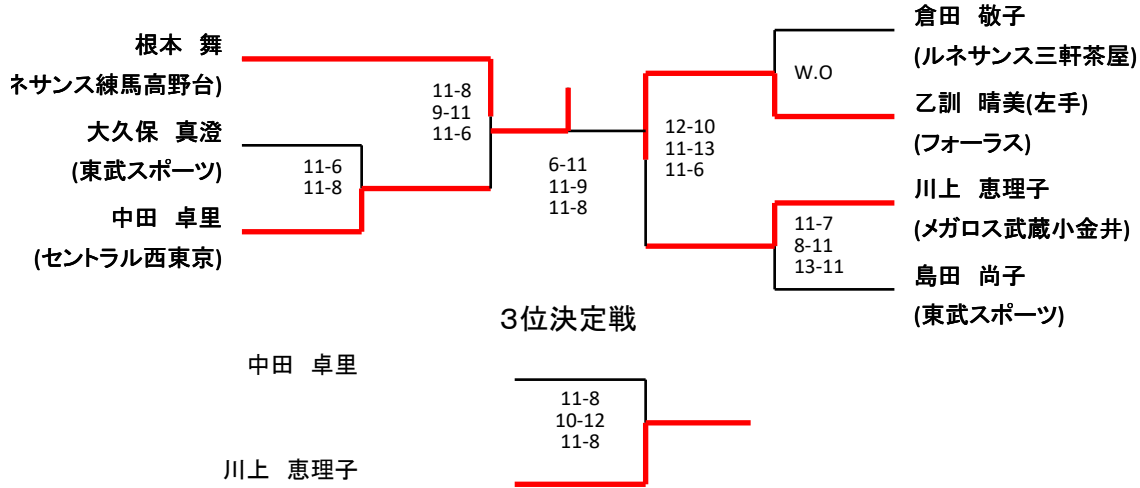 根本　舞
ネサンス練馬高野台)
大久保　真澄
(東武スポーツ)
中田　卓里
(セントラル西東京)
11-6
11-8
11-8
9-11
11-6
6-11
11-9
11-8
12-10
11-13
11-6
W.O
11-7
8-11
13-11
倉田　敬子
(ルネサンス三軒茶屋)
乙訓　晴美(左手)
(フォーラス)
川上　恵理子
(メガロス武蔵小金井)
島田　尚子
(東武スポーツ)
３位決定戦
中田　卓里
11-8
10-12
11-8
川上　恵理子